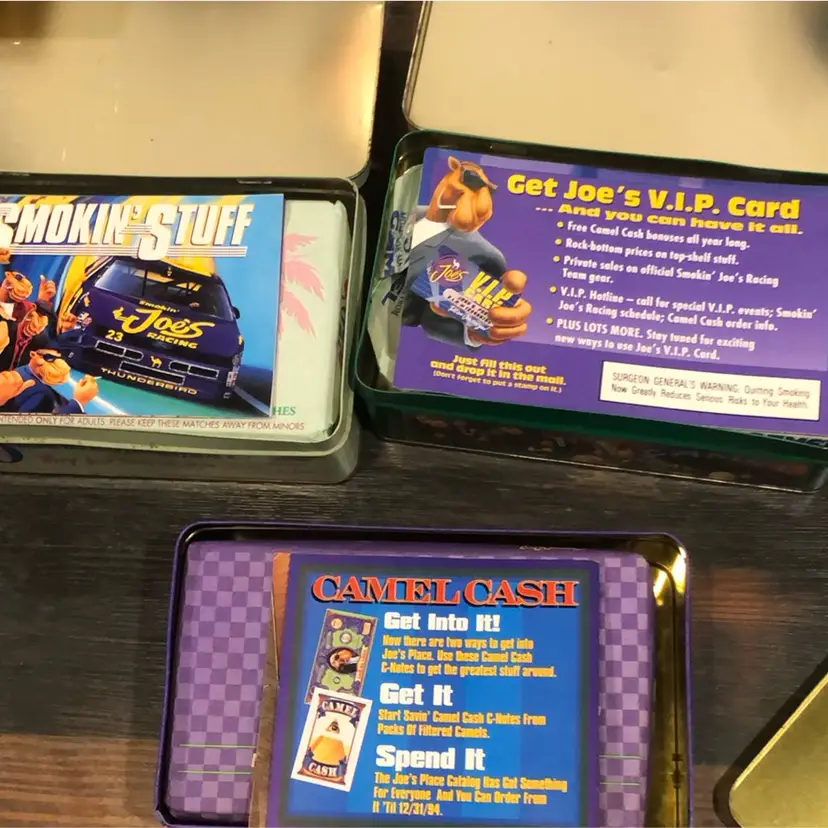 SMOKIN' STUFF
Smokin'
Joe's
RACING
23
THUNDERBIRD
HES
INTENDED ONLY FOR ADULTS. PLEASE KEEP THESE MATCHES AWAY FROM MINORS
Get Joe's V.I.P. Card
... And you can have it all.
• Free Camel Cash bonuses all year long.
• Rock-bottom prices on top-shelf stuff.
• Private sales on official Smokin' Joe's Racing
Team gear.
• V.I.P. Hotline – call for special V.I.P. events; Smokin'
Joe's Racing schedule; Camel Cash order info.
• PLUS LOTS MORE. Stay tuned for exciting
new ways to use Joe's V.I.P. Card.
Joe's
V.I.P.
CARD
Just fill this out
and drop it in the mail.
(Don't forget to put a stamp on it.)
SURGEON GENERAL'S WARNING: Quitting Smoking
Now Greatly Reduces Serious Risks to Your Health.
CAMEL CASH
Get Into It!
Now there are two ways to get into
Joe's Place. Use these Camel Cash
C-Notes to get the greatest stuff around.
Get It
Start Savin' Camel Cash C-Notes From
Packs Of Filtered Camels.
CAMEL
CASH
Spend It
The Joe's Place Catalog Has Got Something
For Everyone And You Can Order From
It 'Til 12/31/94.